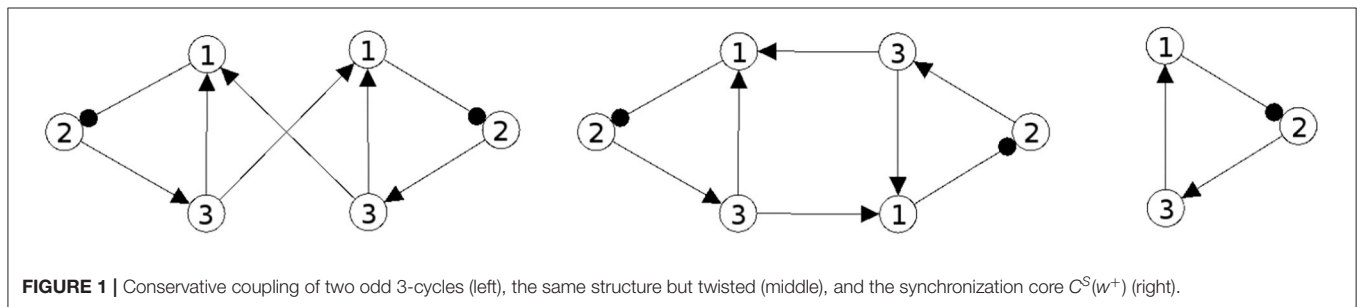 1 1 1 3 1
2 2 2 2 2
3 3 3 1 3
FIGURE 1 | Conservative coupling of two odd 3-cycles (left), the same structure but twisted (middle), and the synchronization core C^S(w^+) (right).